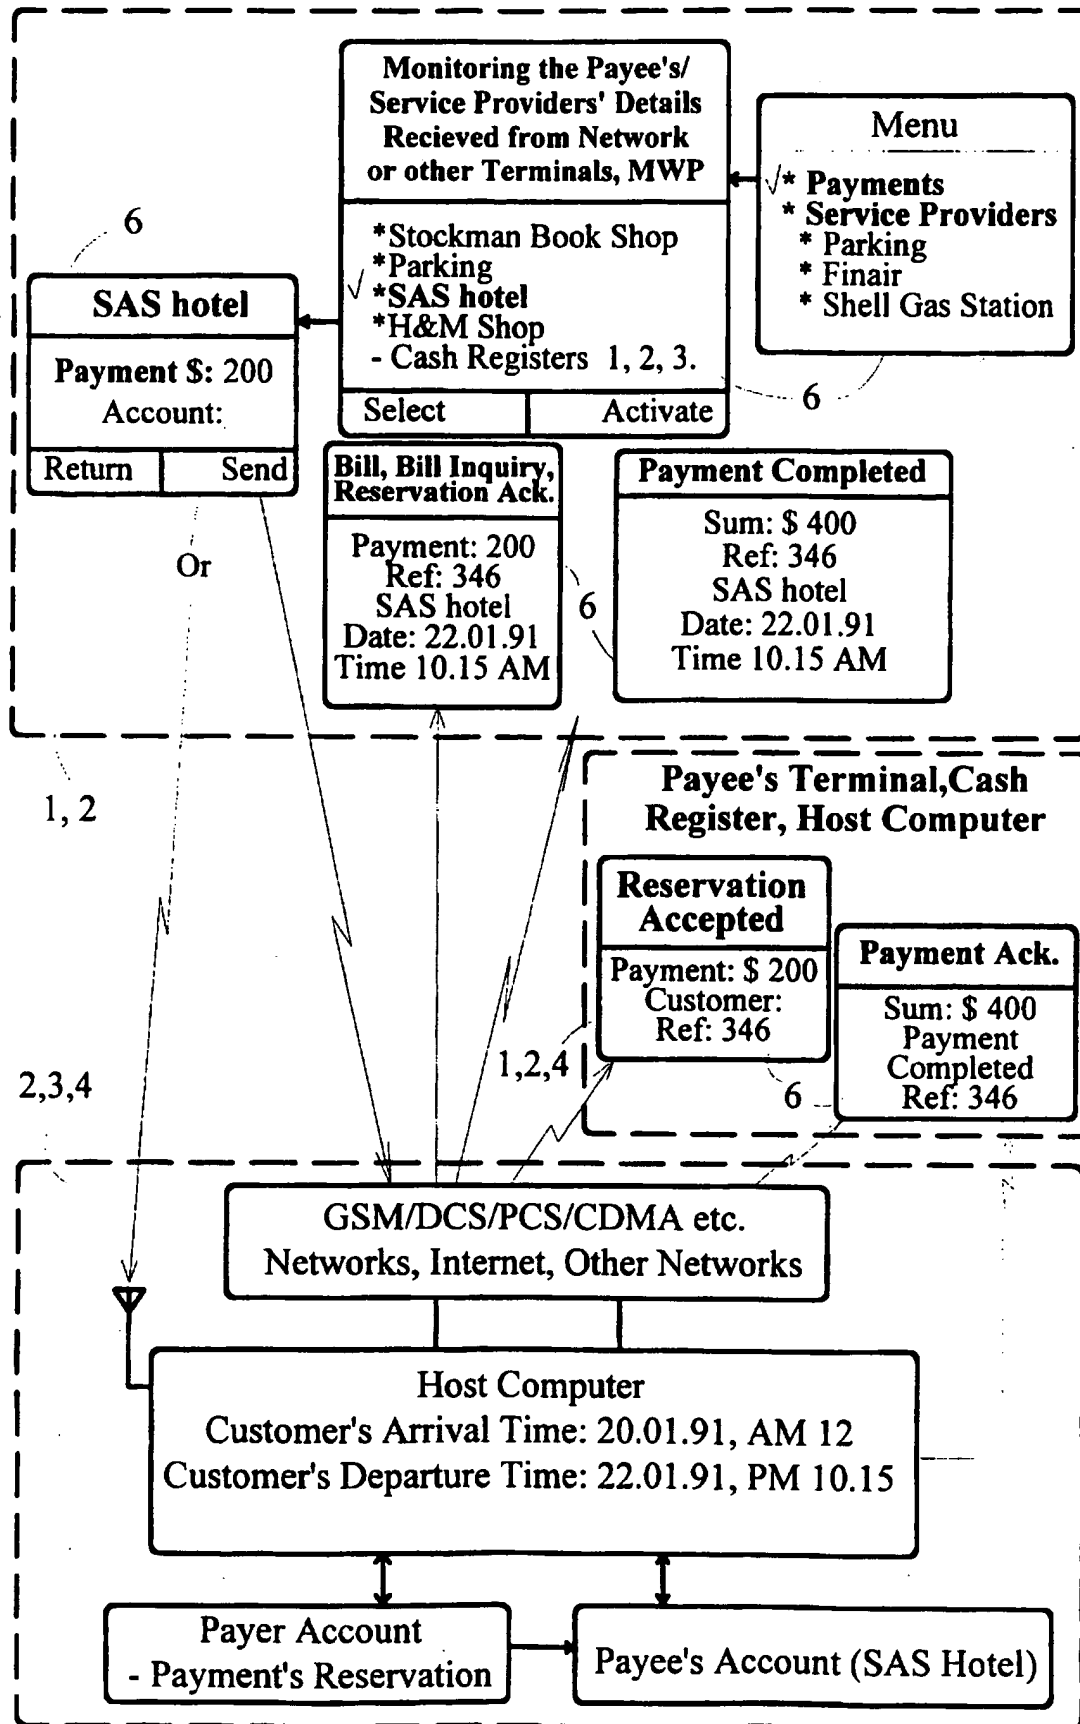 Monitoring the Payee's/
Service Providers' Details
Recieved from Network
or other Terminals, MWP
*Stockman Book Shop
*Parking
*SAS hotel
*H&M Shop
- Cash Registers 1, 2, 3.
Select
Activate
Menu
* Payments
* Service Providers
* Parking
* Finair
* Shell Gas Station
6
6
SAS hotel
Payment $: 200
Account:
Return
Send
Or
Bill, Bill Inquiry,
Reservation Ack.
Payment: 200
Ref: 346
SAS hotel
Date: 22.01.91
Time 10.15 AM
6
Payment Completed
Sum: $ 400
Ref: 346
SAS hotel
Date: 22.01.91
Time 10.15 AM
1, 2
Payee's Terminal,Cash
Register, Host Computer
Reservation
Accepted
Payment: $ 200
Customer:
Ref: 346
Payment Ack.
Sum: $ 400
Payment
Completed
Ref: 346
1,2,4
6
2,3,4
GSM/DCS/PCS/CDMA etc.
Networks, Internet, Other Networks
Host Computer
Customer's Arrival Time: 20.01.91, AM 12
Customer's Departure Time: 22.01.91, PM 10.15
Payer Account
- Payment's Reservation
Payee's Account (SAS Hotel)